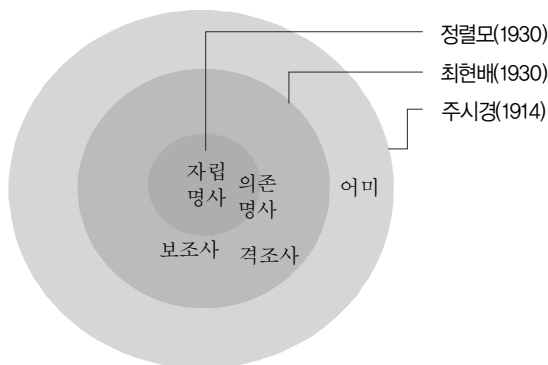 정렬모(1930)
최현배(1930)
주시경(1914)
자립
명사
의존
명사
어미
보조사
격조사